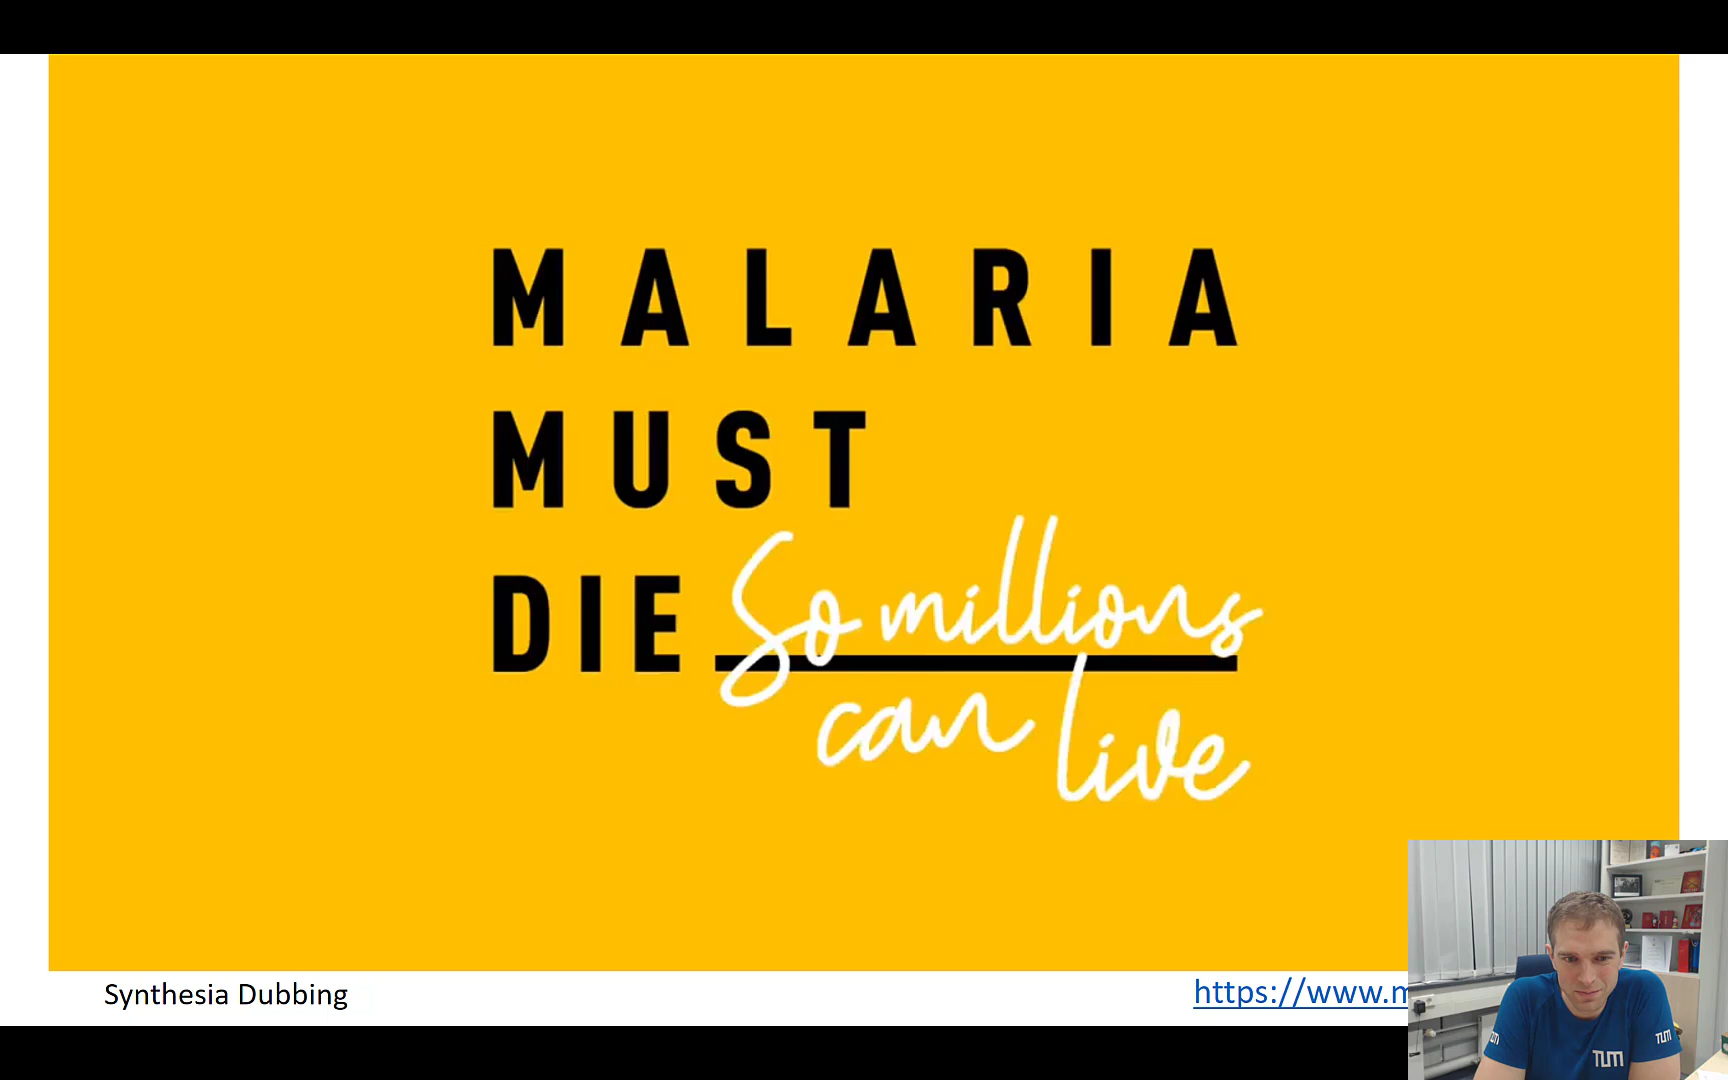 MALARIA
MUST
DIE So millions
can live
Synthesia Dubbing
https://www.m
TUM
TUM